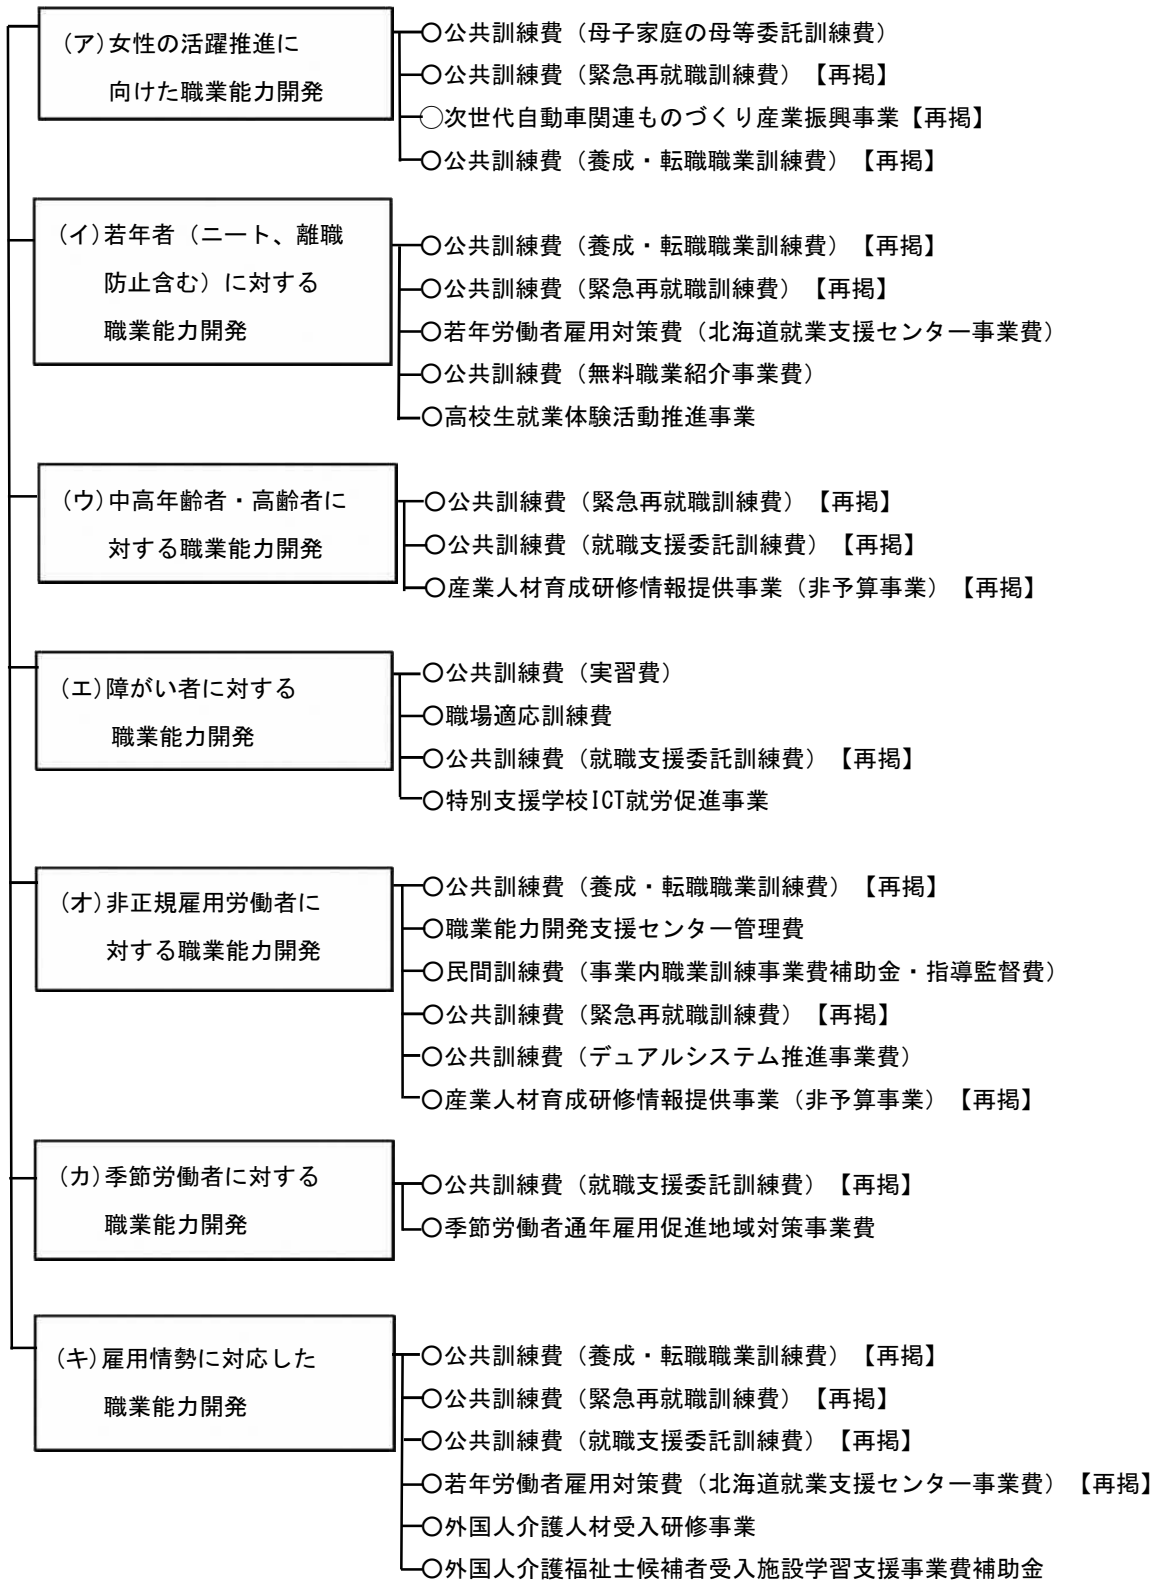 (ア)女性の活躍推進に
向けた職業能力開発
○公共訓練費（母子家庭の母等委託訓練費）
○公共訓練費（緊急再就職訓練費）【再掲】
○次世代自動車関連ものづくり産業振興事業【再掲】
○公共訓練費（養成・転職職業訓練費）【再掲】
(イ)若年者（ニート、離職
防止含む）に対する
職業能力開発
○公共訓練費（養成・転職職業訓練費）【再掲】
○公共訓練費（緊急再就職訓練費）【再掲】
○若年労働者雇用対策費（北海道就業支援センター事業費）
○公共訓練費（無料職業紹介事業費）
○高校生就業体験活動推進事業
(ウ)中高年齢者・高齢者に
対する職業能力開発
○公共訓練費（緊急再就職訓練費）【再掲】
○公共訓練費（就職支援委託訓練費）【再掲】
○産業人材育成研修情報提供事業（非予算事業）【再掲】
(エ)障がい者に対する
職業能力開発
○公共訓練費（実習費）
○職場適応訓練費
○公共訓練費（就職支援委託訓練費）【再掲】
○特別支援学校ICT就労促進事業
(オ)非正規雇用労働者に
対する職業能力開発
○公共訓練費（養成・転職職業訓練費）【再掲】
○職業能力開発支援センター管理費
○民間訓練費（事業内職業訓練事業費補助金・指導監督費）
○公共訓練費（緊急再就職訓練費）【再掲】
○公共訓練費（デュアルシステム推進事業費）
○産業人材育成研修情報提供事業（非予算事業）【再掲】
(カ)季節労働者に対する
職業能力開発
○公共訓練費（就職支援委託訓練費）【再掲】
○季節労働者通年雇用促進地域対策事業費
(キ)雇用情勢に対応した
職業能力開発
○公共訓練費（養成・転職職業訓練費）【再掲】
○公共訓練費（緊急再就職訓練費）【再掲】
○公共訓練費（就職支援委託訓練費）【再掲】
○若年労働者雇用対策費（北海道就業支援センター事業費）【再掲】
○外国人介護人材受入研修事業
○外国人介護福祉士候補者受入施設学習支援事業費補助金